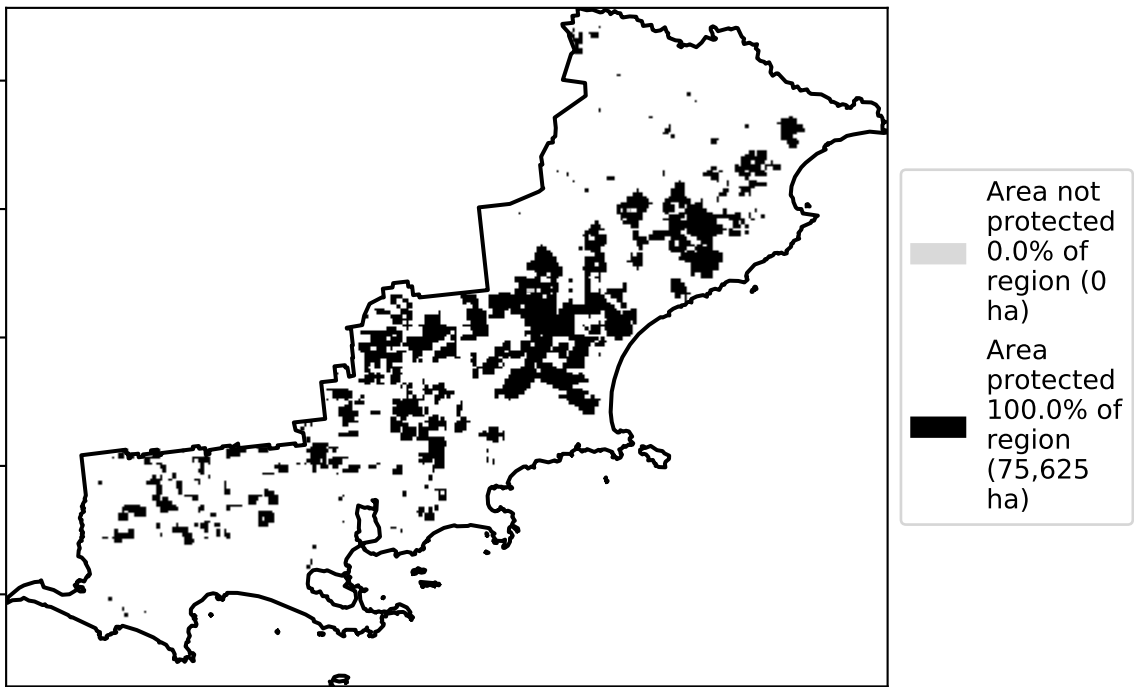 Area not
protected
0.0% of
region (0
ha)
Area
protected
100.0% of
region
(75,625
ha)